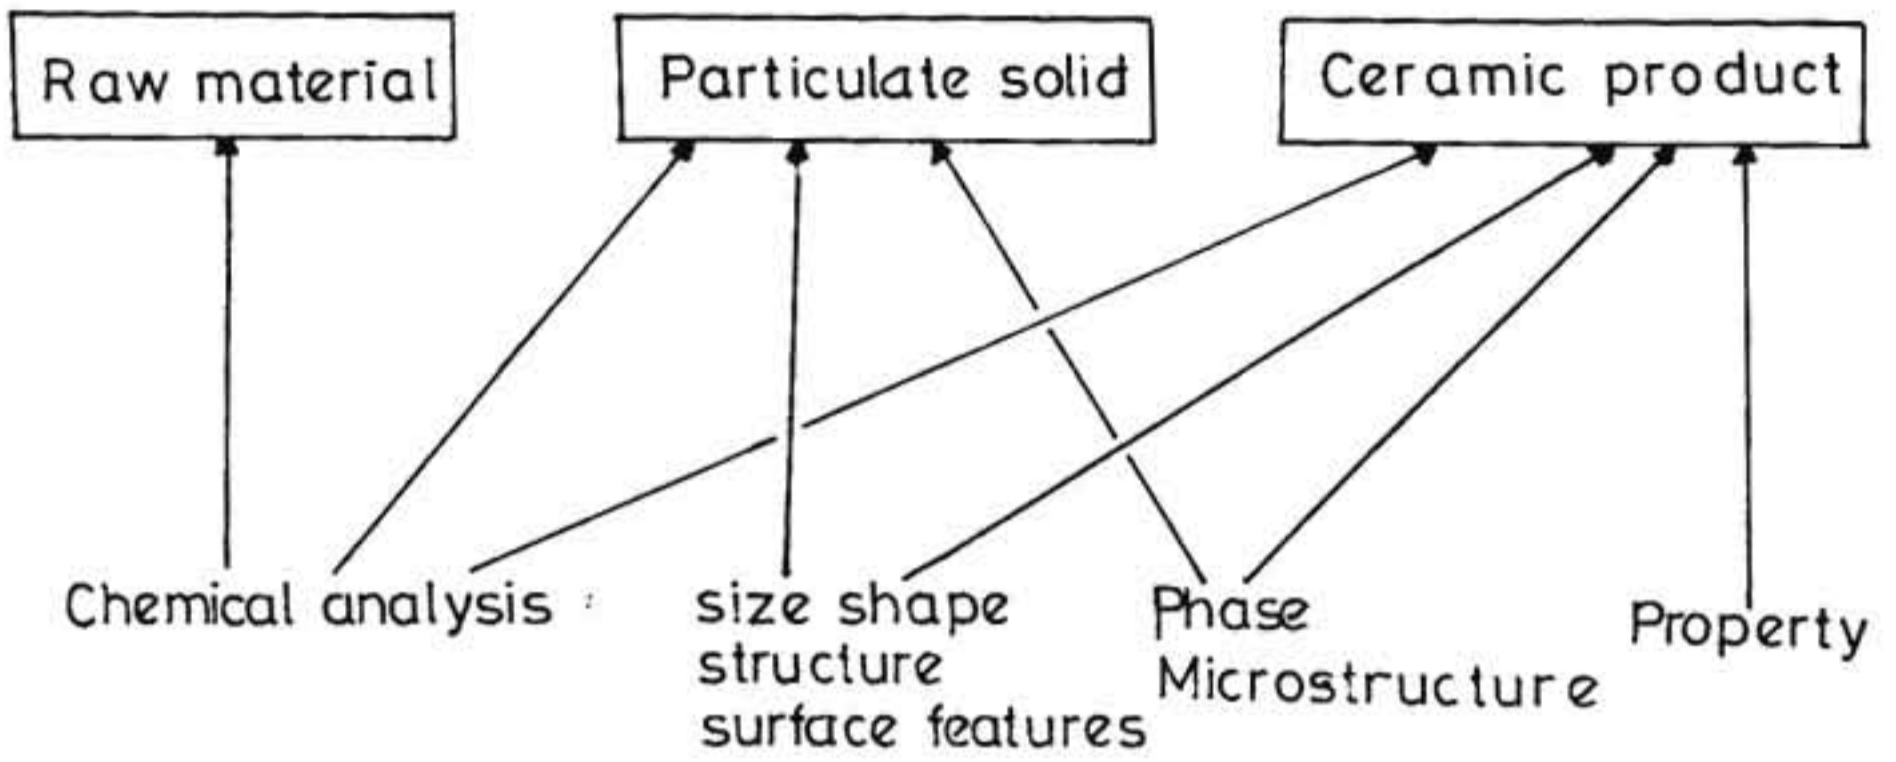 Raw material
Particulate solid
Ceramic product
Chemical analysis :
size shape
structure
surface features
Phase
Microstructure
Property